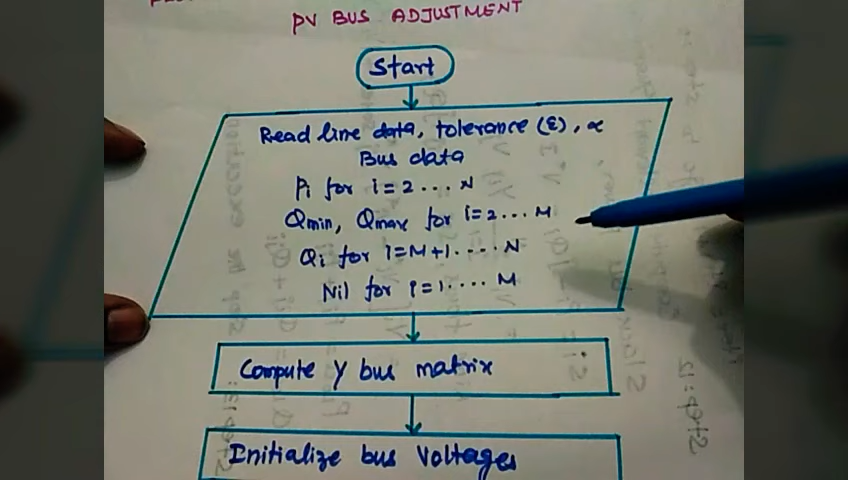 PV BUS ADJUSTMENT
Start
Read line data, tolerance (ε), α
Bus data
Pi for i=2...N
Qmin, Qmax for i=2...M
Qi for i=M+1.....N
Nil for i=1.... M
Compute Y bus matrix
Initialize bus voltages